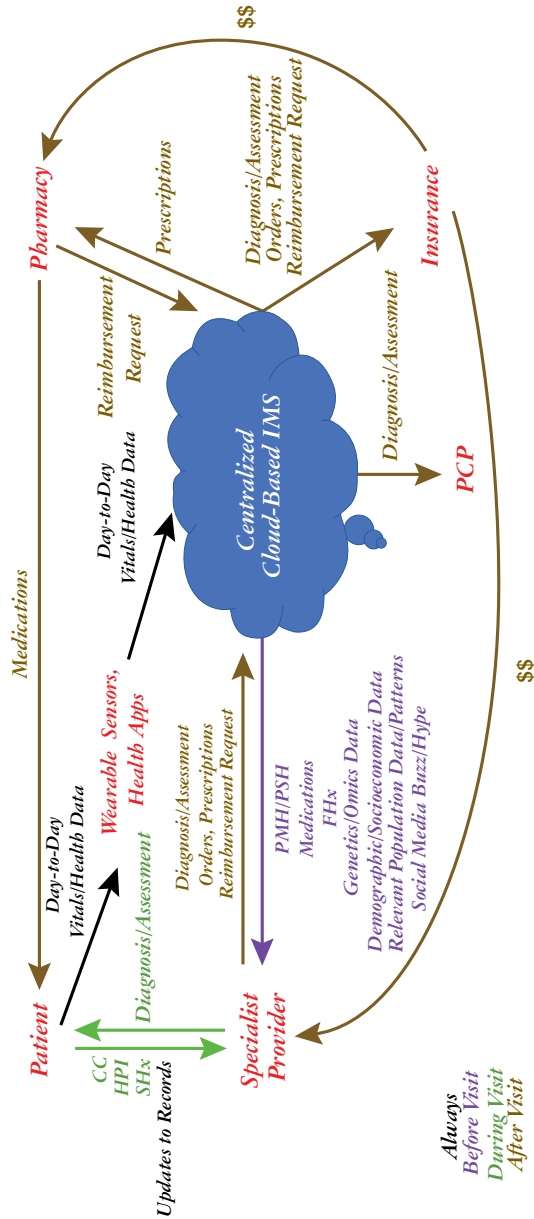 Patient
Medications
Pharmacy
Day-to-Day
Vitals/Health Data
Wearable Sensors,
Health Apps
Day-to-Day
Vitals/Health Data
Reimbursement
Request
Prescriptions
$$
CC
HPI
SHx
Updates to Records
Diagnosis/Assessment
Diagnosis/Assessment
Orders, Prescriptions
Reimbursement Request
Centralized
Cloud-Based IMS
Diagnosis/Assessment
Orders, Prescriptions
Reimbursement Request
Specialist
Provider
PMH/PSH
Medications
FHx
Genetics/Omics Data
Demographic/Socioeconomic Data
Relevant Population Data/Patterns
Social Media Buzz/Hype
Diagnosis/Assessment
PCP
Insurance
$$
Always
Before Visit
During Visit
After Visit